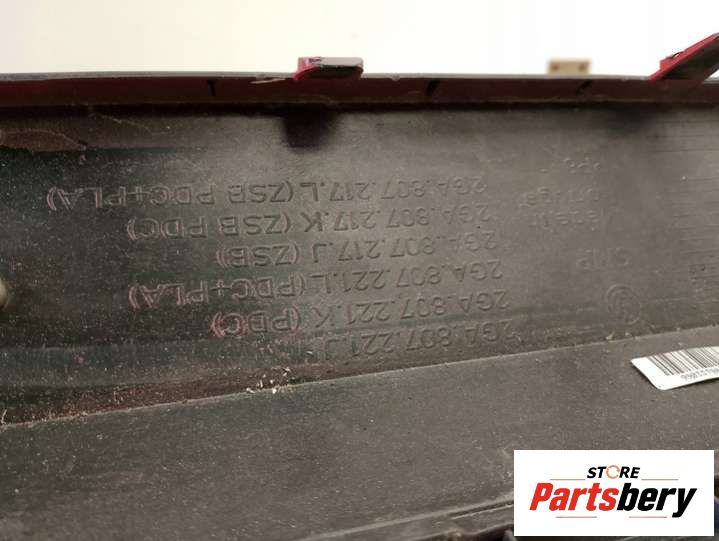 2GA.807.221.J
2GA.807.221.K (PDC)
2GA.807.221.L (PDC+PLA)
2GA.807.217.J (ZSB)
2GA.807.217.K (ZSB PDC)
2GA.807.217.L (ZSB PDC+PLA)
STORE
Partsbery